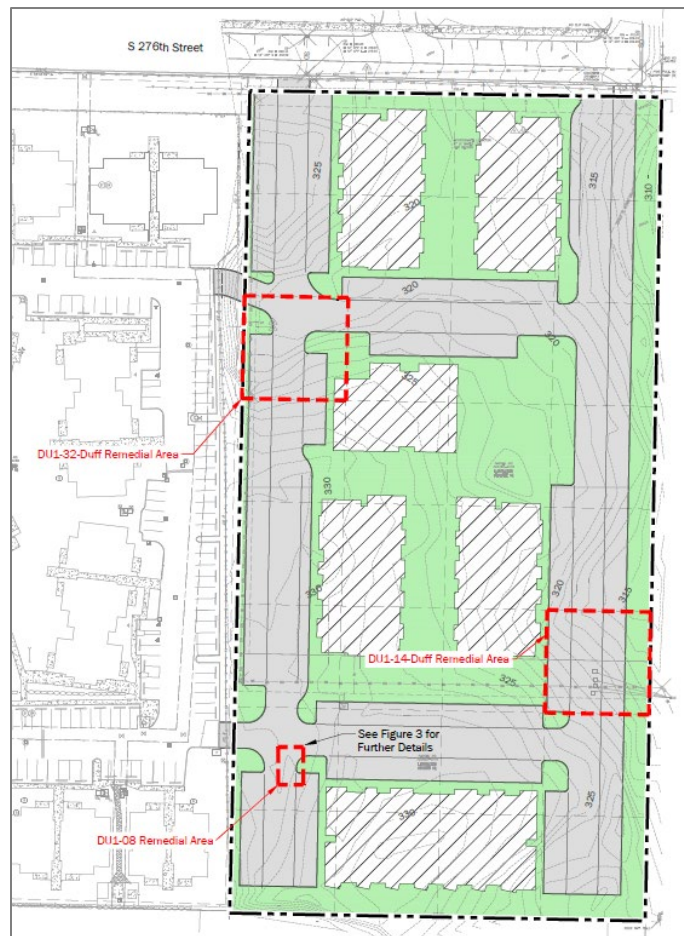 S 276th Street
325
315
310
320
320
320
325
DU1-32-Duff Remedial Area
330
330
320
315
DU1-14-Duff Remedial Area
325
See Figure 3 for
Further Details
325
330
DU1-08 Remedial Area